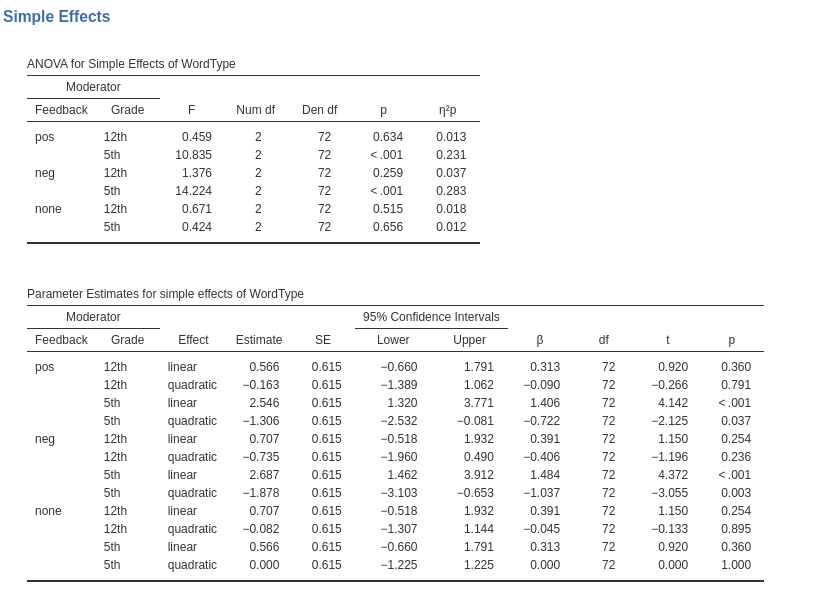 Simple Effects
ANOVA for Simple Effects of WordType
Moderator
Feedback Grade F Num df Den df p η²p
pos 12th 0.459 2 72 0.634 0.013
5th 10.835 2 72 < .001 0.231
neg 12th 1.376 2 72 0.259 0.037
5th 14.224 2 72 < .001 0.283
none 12th 0.671 2 72 0.515 0.018
5th 0.424 2 72 0.656 0.012
Parameter Estimates for simple effects of WordType
Moderator 95% Confidence Intervals
Feedback Grade Effect Estimate SE Lower Upper β df t p
pos 12th linear 0.566 0.615 −0.660 1.791 0.313 72 0.920 0.360
12th quadratic −0.163 0.615 −1.389 1.062 −0.090 72 −0.266 0.791
5th linear 2.546 0.615 1.320 3.771 1.406 72 4.142 < .001
5th quadratic −1.306 0.615 −2.532 −0.081 −0.722 72 −2.125 0.037
neg 12th linear 0.707 0.615 −0.518 1.932 0.391 72 1.150 0.254
12th quadratic −0.735 0.615 −1.960 0.490 −0.406 72 −1.196 0.236
5th linear 2.687 0.615 1.462 3.912 1.484 72 4.372 < .001
5th quadratic −1.878 0.615 −3.103 −0.653 −1.037 72 −3.055 0.003
none 12th linear 0.707 0.615 −0.518 1.932 0.391 72 1.150 0.254
12th quadratic −0.082 0.615 −1.307 1.144 −0.045 72 −0.133 0.895
5th linear 0.566 0.615 −0.660 1.791 0.313 72 0.920 0.360
5th quadratic 0.000 0.615 −1.225 1.225 0.000 72 0.000 1.000